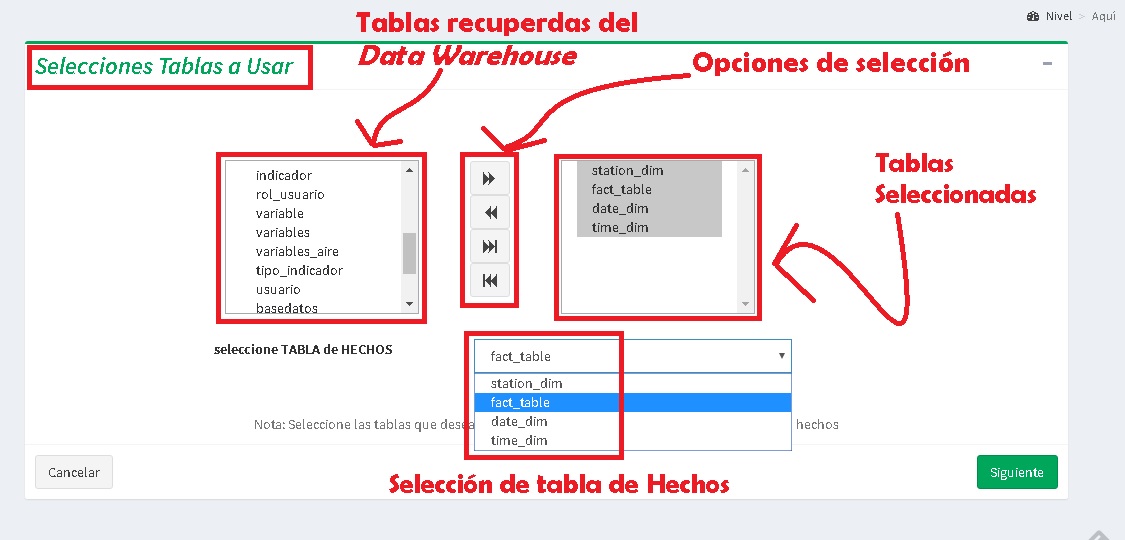 Nivel > Aquí
Tablas recuperdas del
Data Warehouse
Selecciones Tablas a Usar
Opciones de selección
indicador
rol_usuario
variable
variables
variables_aire
tipo_indicador
usuario
basedatos
station_dim
fact_table
date_dim
time_dim
Tablas
Seleccionadas
seleccione TABLA de HECHOS
fact_table
station_dim
fact_table
date_dim
time_dim
Nota: Seleccione las tablas que desea hechos
Cancelar
Siguiente
Selección de tabla de Hechos